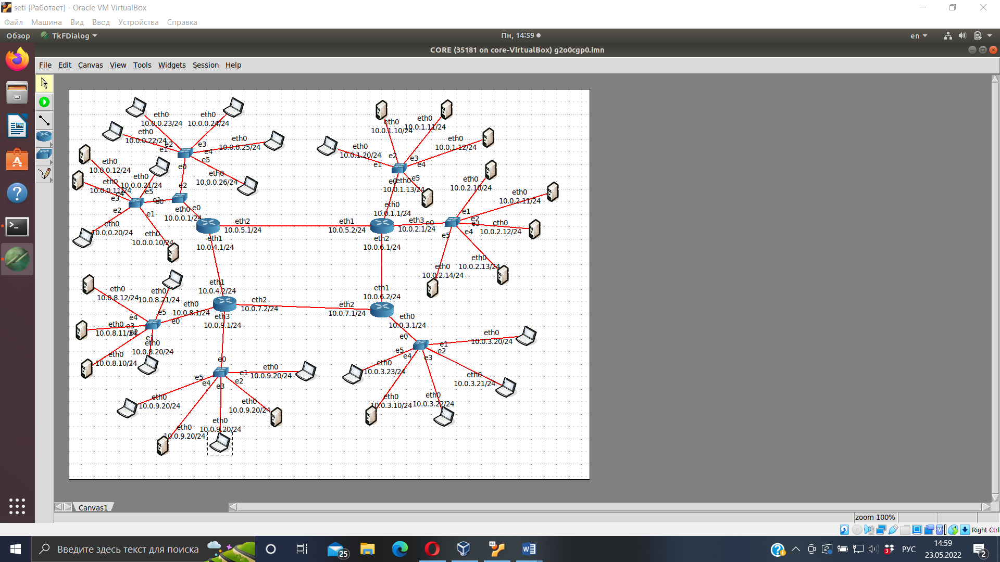 seti [Работает] - Oracle VM VirtualBox
Файл Машина Вид Ввод Устройства Справка
Обзор TkFDialog Пн, 14:59 en
CORE (35181 on core-VirtualBox) g2o0cgp0.imn
File Edit Canvas View Tools Widgets Session Help
eth0
10.0.0.23/24
eth0
10.0.0.24/24
eth0
10.0.0.22/24
eth0
10.0.0.25/24
e2
e1
e3
e4
e5
e0
eth0
10.0.0.26/24
eth0
10.0.0.12/24
eth0
10.0.0.11/24
eth0
10.0.0.21/24
e5
e4
e3
e0
e1
e2
e2
e1
eth0
10.0.0.20/24
eth0
10.0.0.10/24
eth0
10.0.0.1/24
e0
eth2
10.0.5.1/24
eth1
10.0.4.1/24
eth1
10.0.5.2/24
eth0
10.0.1.10/24
eth0
10.0.1.11/24
eth0
10.0.1.12/24
eth0
10.0.1.20/24
e2
e1
e3
e4
e5
e0
eth0
10.0.1.13/24
eth0
10.0.1.1/24
eth3
10.0.2.1/24
eth2
10.0.6.1/24
eth0
10.0.2.10/24
eth0
10.0.2.11/24
e1
e2
e3
e0
e4
e5
eth0
10.0.2.12/24
eth0
10.0.2.13/24
eth0
10.0.2.14/24
eth1
10.0.4.2/24
eth0
10.0.8.12/24
eth0
10.0.8.21/24
eth0
10.0.8.1/24
e5
e4
e3
e2
e1
e0
eth0
10.0.8.11/24
eth0
10.0.8.20/24
eth0
10.0.8.10/24
eth2
10.0.7.2/24
eth3
10.0.9.1/24
eth2
10.0.7.1/24
eth1
10.0.6.2/24
eth0
10.0.3.1/24
e0
e1
e2
e3
e4
e5
eth0
10.0.3.20/24
eth0
10.0.3.23/24
eth0
10.0.3.21/24
eth0
10.0.3.10/24
eth0
10.0.3.22/24
e0
e1
e2
e3
e4
e5
eth0
10.0.9.20/24
eth0
10.0.9.20/24
eth0
10.0.9.20/24
eth0
10.0.9.20/24
eth0
10.0.9.20/24
Canvas1
zoom 100%
Right Ctrl
Введите здесь текст для поиска
25
64
W
3
РУС
14:59
23.05.2022
2